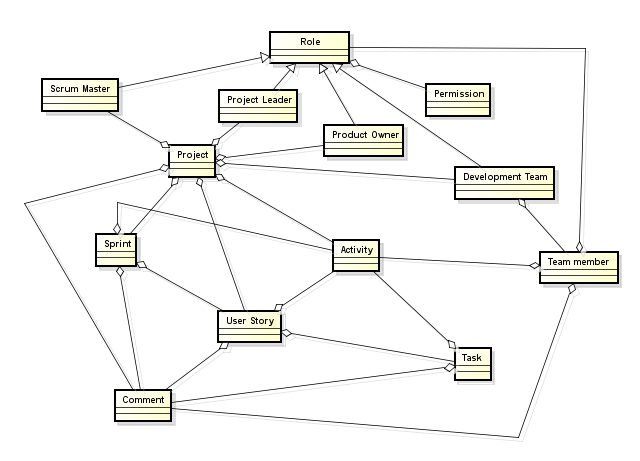 Role
Scrum Master
Project Leader
Permission
Product Owner
Project
Development Team
Sprint
Activity
Team member
User Story
Task
Comment